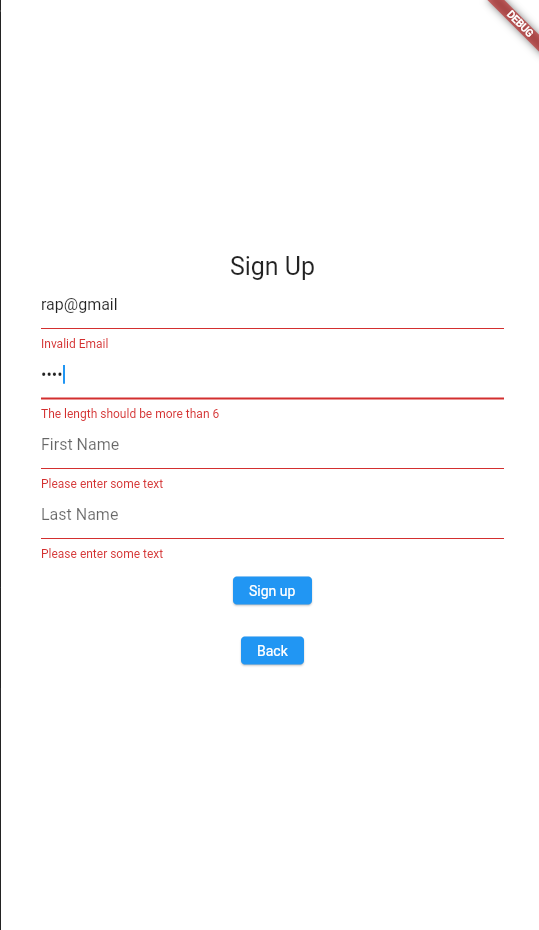 DEBUG
Sign Up
rap@gmail
Invalid Email
••••
The length should be more than 6
First Name
Please enter some text
Last Name
Please enter some text
Sign up
Back